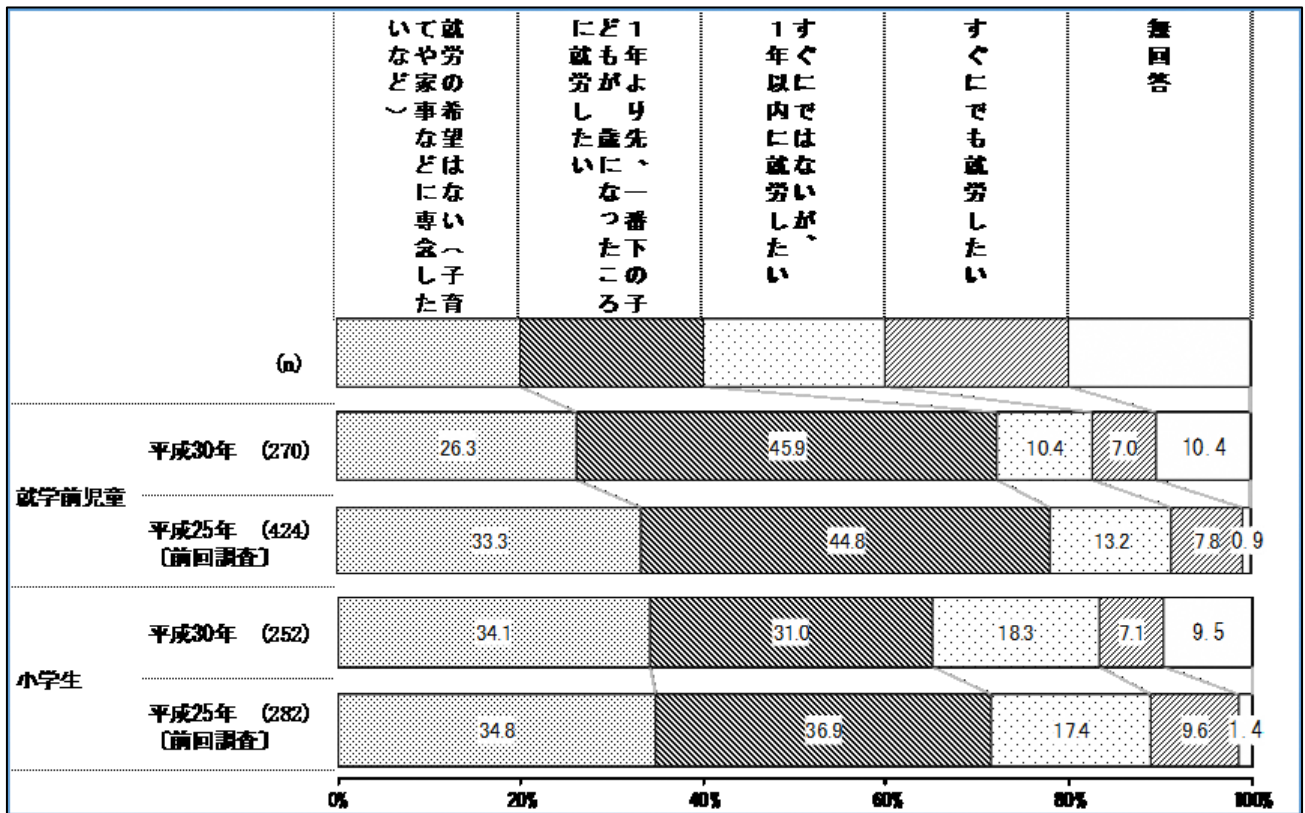 就労の希望はない（子育
てや家事などに専念した
いなど）
１年より先、一番下の子
どもが　歳になったころ
に就労したい
すぐにではないが、
１年以内に就労したい
すぐにでも就労したい
無回答
(n)
就学前児童
平成30年 (270)
26.3 45.9 10.4 7.0 10.4
平成25年 (424)
〔前回調査〕
33.3 44.8 13.2 7.8 0.9
小学生
平成30年 (252)
34.1 31.0 18.3 7.1 9.5
平成25年 (282)
〔前回調査〕
34.8 36.9 17.4 9.6 1.4
0% 20% 40% 60% 80% 100%